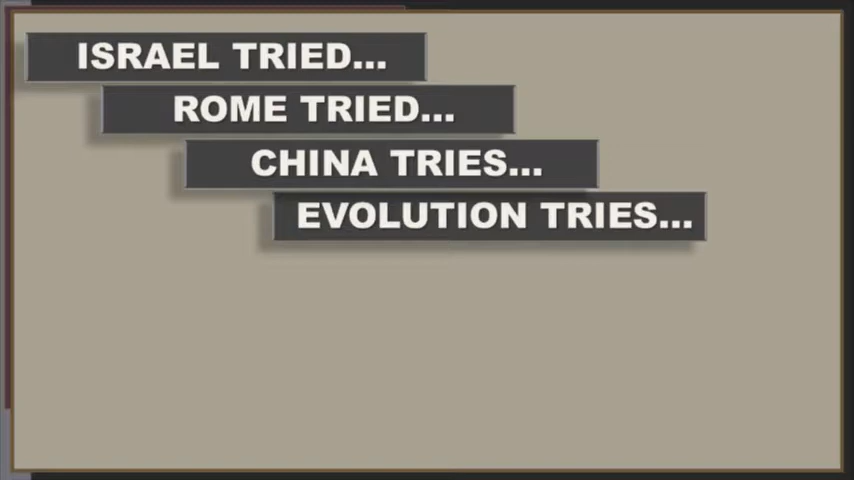 ISRAEL TRIED...
ROME TRIED...
CHINA TRIES...
EVOLUTION TRIES...